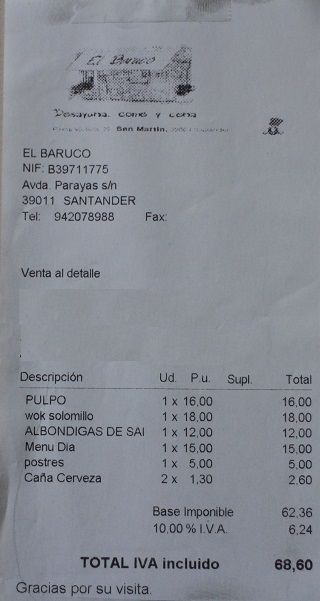 El Baruco
Desayuna, come y cena
San Martin,
EL BARUCO
NIF: B39711775
Avda. Parayas s/n
39011 SANTANDER
Tel: 942078988 Fax:
Venta al detalle
Descripción Ud. P.u. Supl. Total
PULPO 1 x 16,00 16,00
wok solomillo 1 x 18,00 18,00
ALBONDIGAS DE SAI 1 x 12,00 12,00
Menu Dia 1 x 15,00 15,00
postres 1 x 5,00 5,00
Caña Cerveza 2 x 1,30 2,60
Base Imponible 62,36
10,00 % I.V.A. 6,24
TOTAL IVA incluido 68,60
Gracias por su visita.